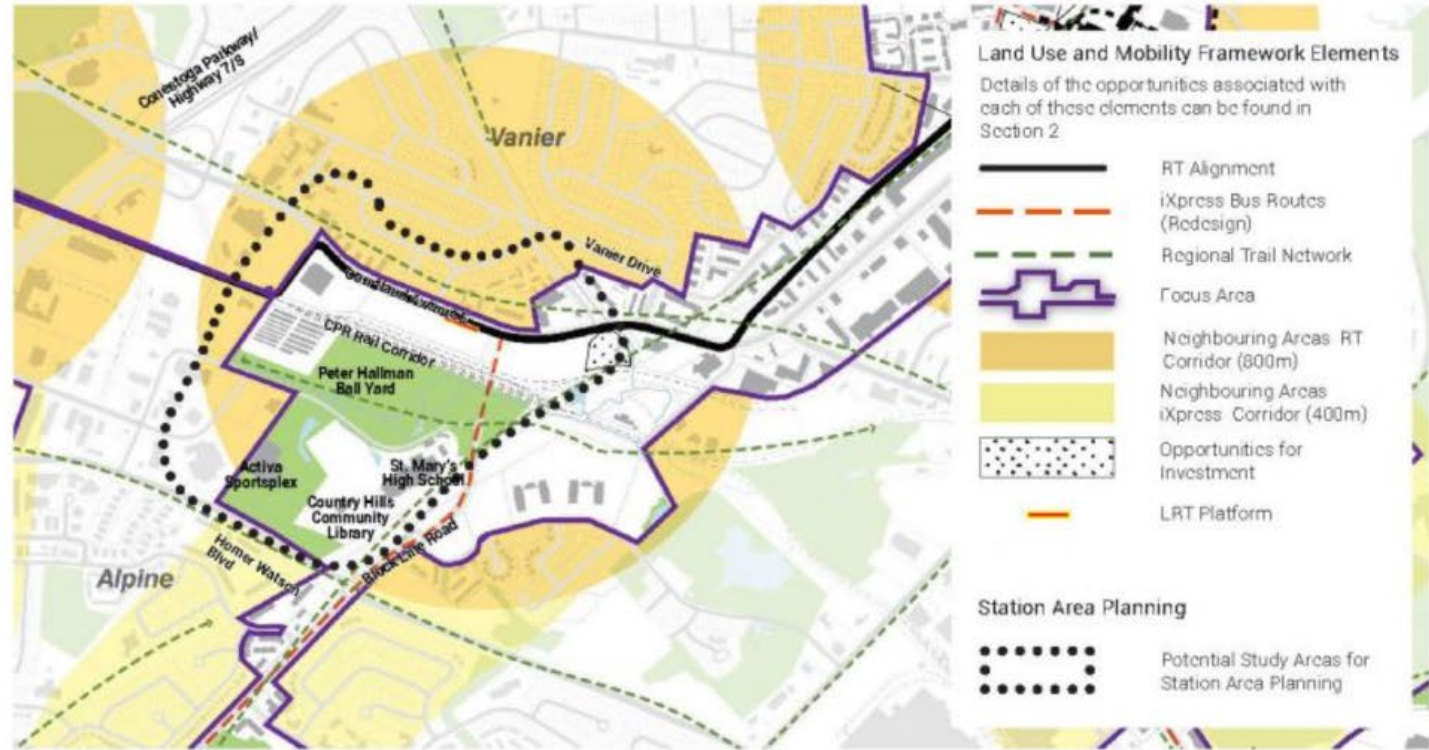 Conestoga Parkway/
Highway 7/8
Vanier
Vanier Drive
CPR Rail Corridor
Peter Hallman
Ball Yard
Activa
Sportsplex
St. Mary's
High School
Country Hills
Community
Library
Block Line Road
Homer Watson
Blvd
Alpine
Land Use and Mobility Framework Elements
Details of the opportunities associated with
each of these elements can be found in
Section 2
RT Alignment
iXpress Bus Routes
(Redesign)
Regional Trail Network
Focus Area
Neighbouring Areas RT
Corridor (800m)
Neighbouring Areas
iXpress Corridor (400m)
Opportunities for
Investment
LRT Platform
Station Area Planning
Potential Study Areas for
Station Area Planning